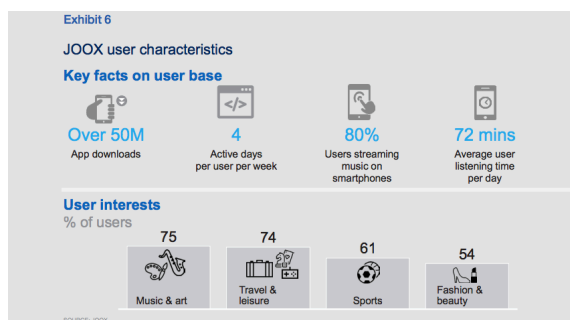 Exhibit 6
JOOX user characteristics
Key facts on user base
Over 50M
App downloads
4
Active days
per user per week
80%
Users streaming
music on
smartphones
72 mins
Average user
listening time
per day
User interests
% of users
75
Music & art
74
Travel &
leisure
61
Sports
54
Fashion &
beauty
SOURCE: JOOX